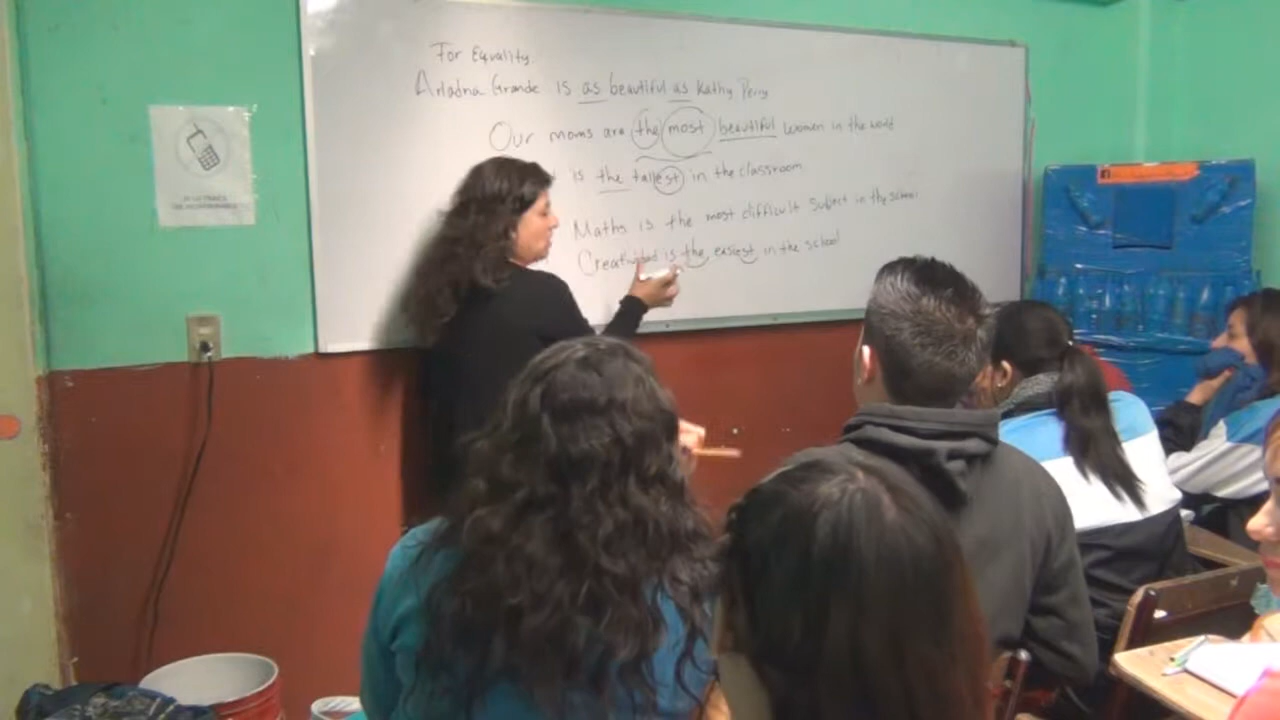 For Equality:
Ariadna Grande is as beautiful as Kathy Perry
Our moms are the most beautiful women in the world
is the tallest in the classroom
Maths is the most difficult subject in the school
Creatividad is the easiest in the school